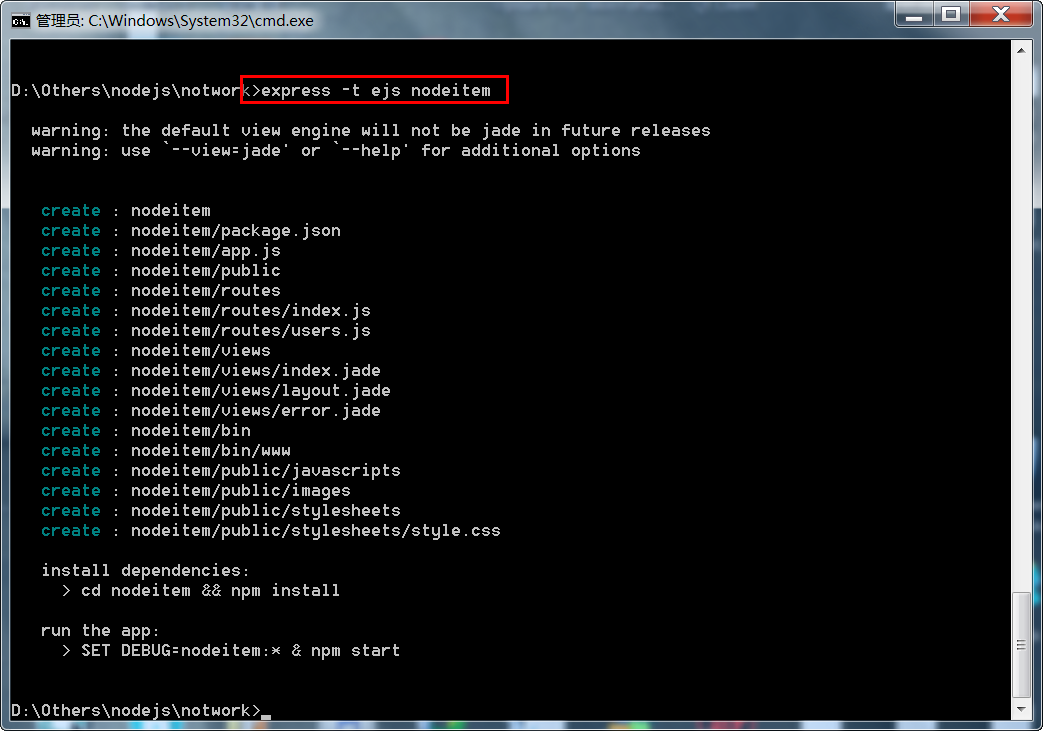 管理员: C:\Windows\System32\cmd.exe
D:\Others\nodejs\notwork>express -t ejs nodeitem
warning: the default view engine will not be jade in future releases
warning: use `--view=jade' or `--help' for additional options
create : nodeitem
create : nodeitem/package.json
create : nodeitem/app.js
create : nodeitem/public
create : nodeitem/routes
create : nodeitem/routes/index.js
create : nodeitem/routes/users.js
create : nodeitem/views
create : nodeitem/views/index.jade
create : nodeitem/views/layout.jade
create : nodeitem/views/error.jade
create : nodeitem/bin
create : nodeitem/bin/www
create : nodeitem/public/javascripts
create : nodeitem/public/images
create : nodeitem/public/stylesheets
create : nodeitem/public/stylesheets/style.css
install dependencies:
> cd nodeitem && npm install
run the app:
> SET DEBUG=nodeitem:* & npm start
D:\Others\nodejs\notwork>